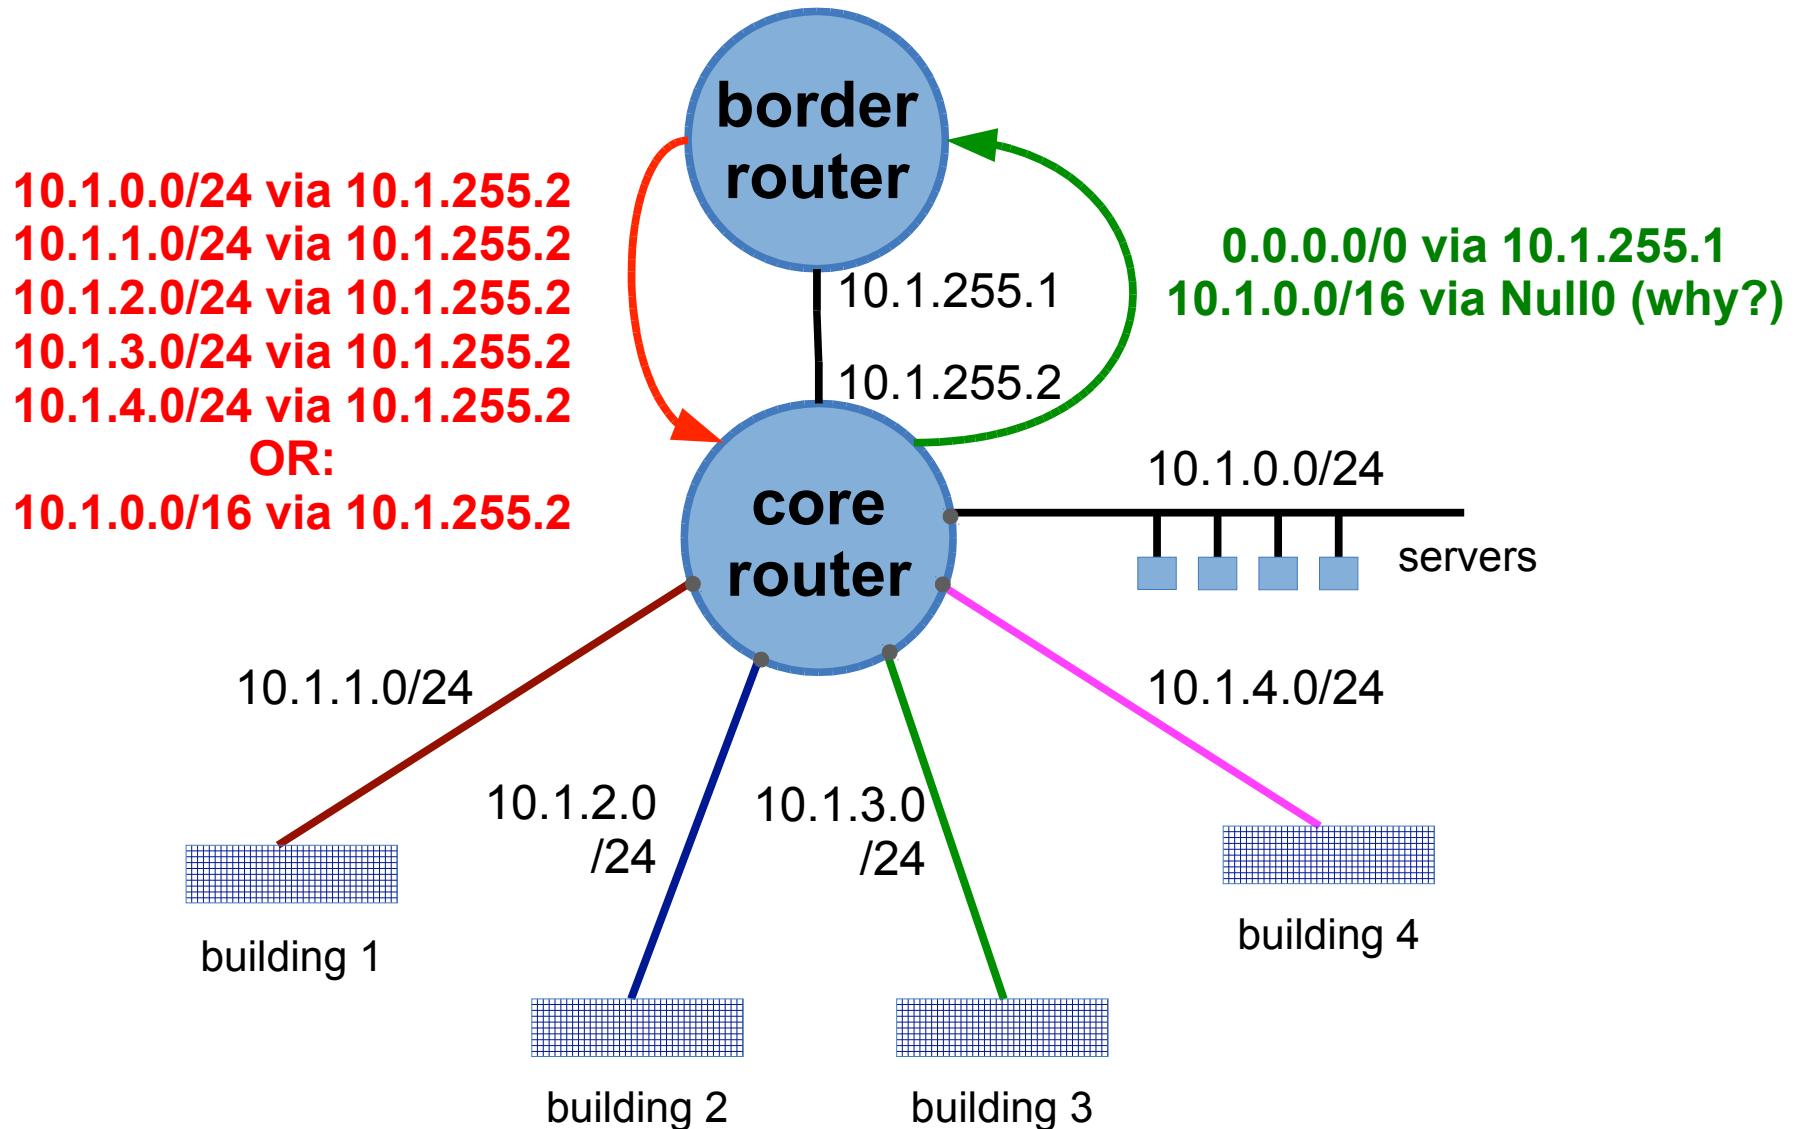 border
router
10.1.0.0/24 via 10.1.255.2
10.1.1.0/24 via 10.1.255.2
10.1.2.0/24 via 10.1.255.2
10.1.3.0/24 via 10.1.255.2
10.1.4.0/24 via 10.1.255.2
OR:
10.1.0.0/16 via 10.1.255.2
0.0.0.0/0 via 10.1.255.1
10.1.0.0/16 via Null0 (why?)
10.1.255.1
10.1.255.2
core
router
10.1.0.0/24
servers
10.1.1.0/24
10.1.2.0
/24
10.1.3.0
/24
10.1.4.0/24
building 1
building 2
building 3
building 4